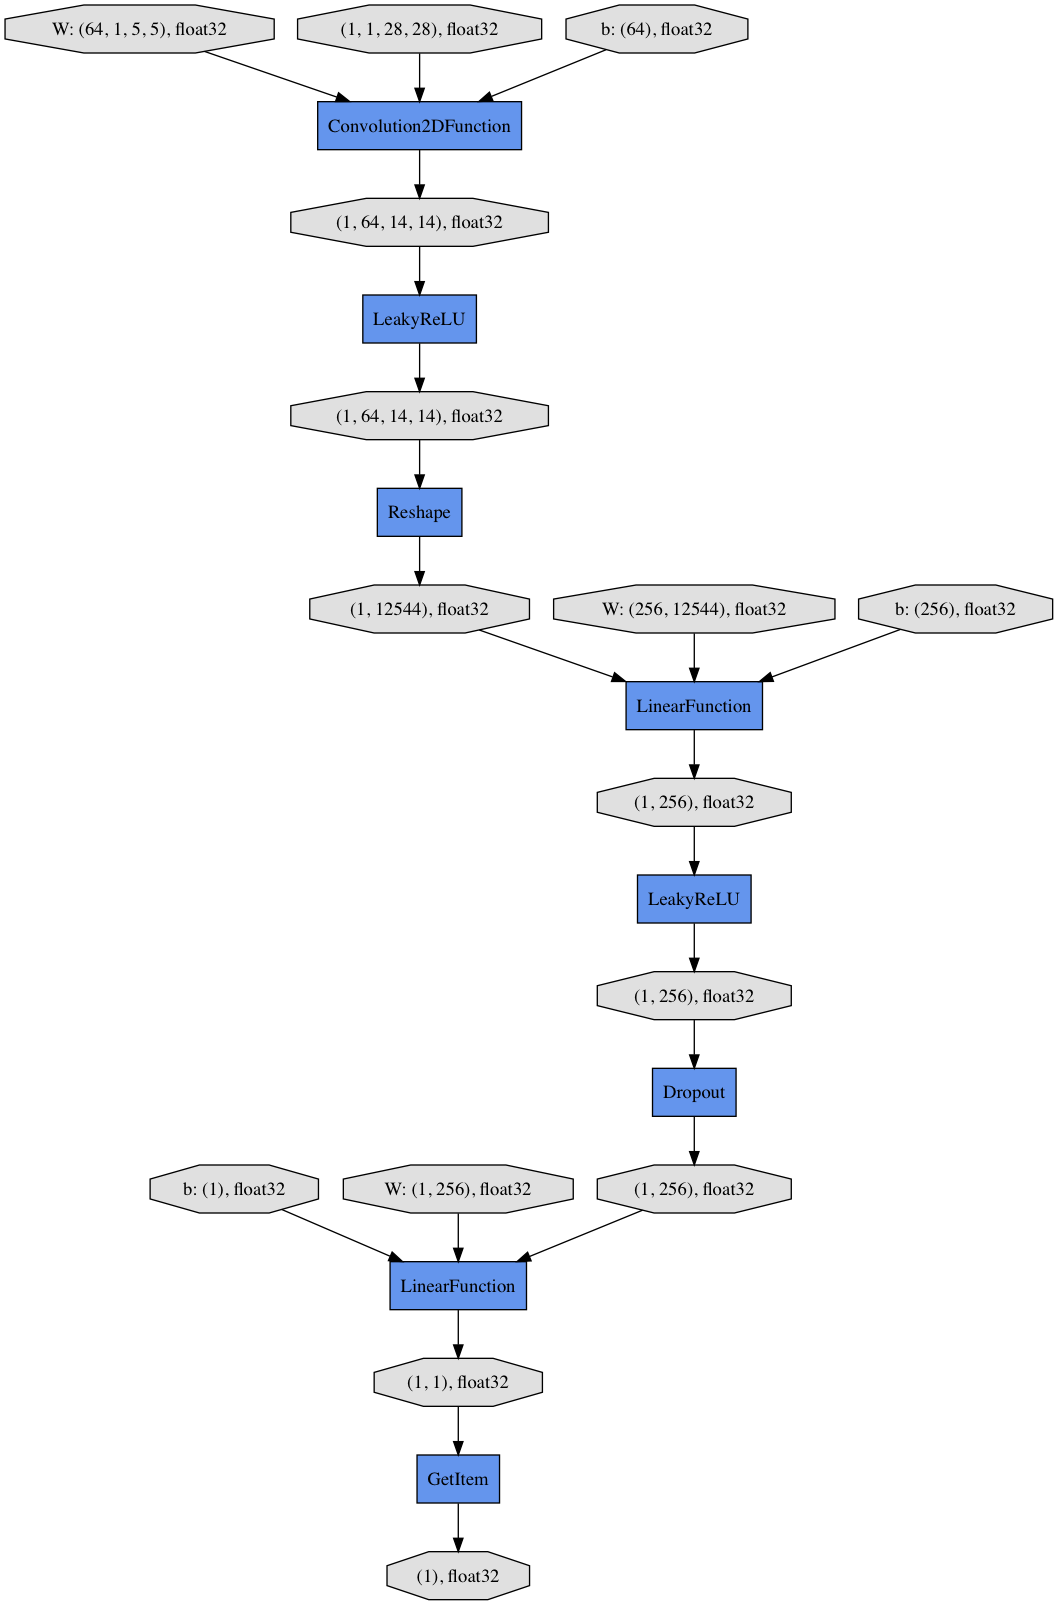 W: (64, 1, 5, 5), float32
(1, 1, 28, 28), float32
b: (64), float32
Convolution2DFunction
(1, 64, 14, 14), float32
LeakyReLU
(1, 64, 14, 14), float32
Reshape
(1, 12544), float32
W: (256, 12544), float32
b: (256), float32
LinearFunction
(1, 256), float32
LeakyReLU
(1, 256), float32
Dropout
b: (1), float32
W: (1, 256), float32
(1, 256), float32
LinearFunction
(1, 1), float32
GetItem
(1), float32